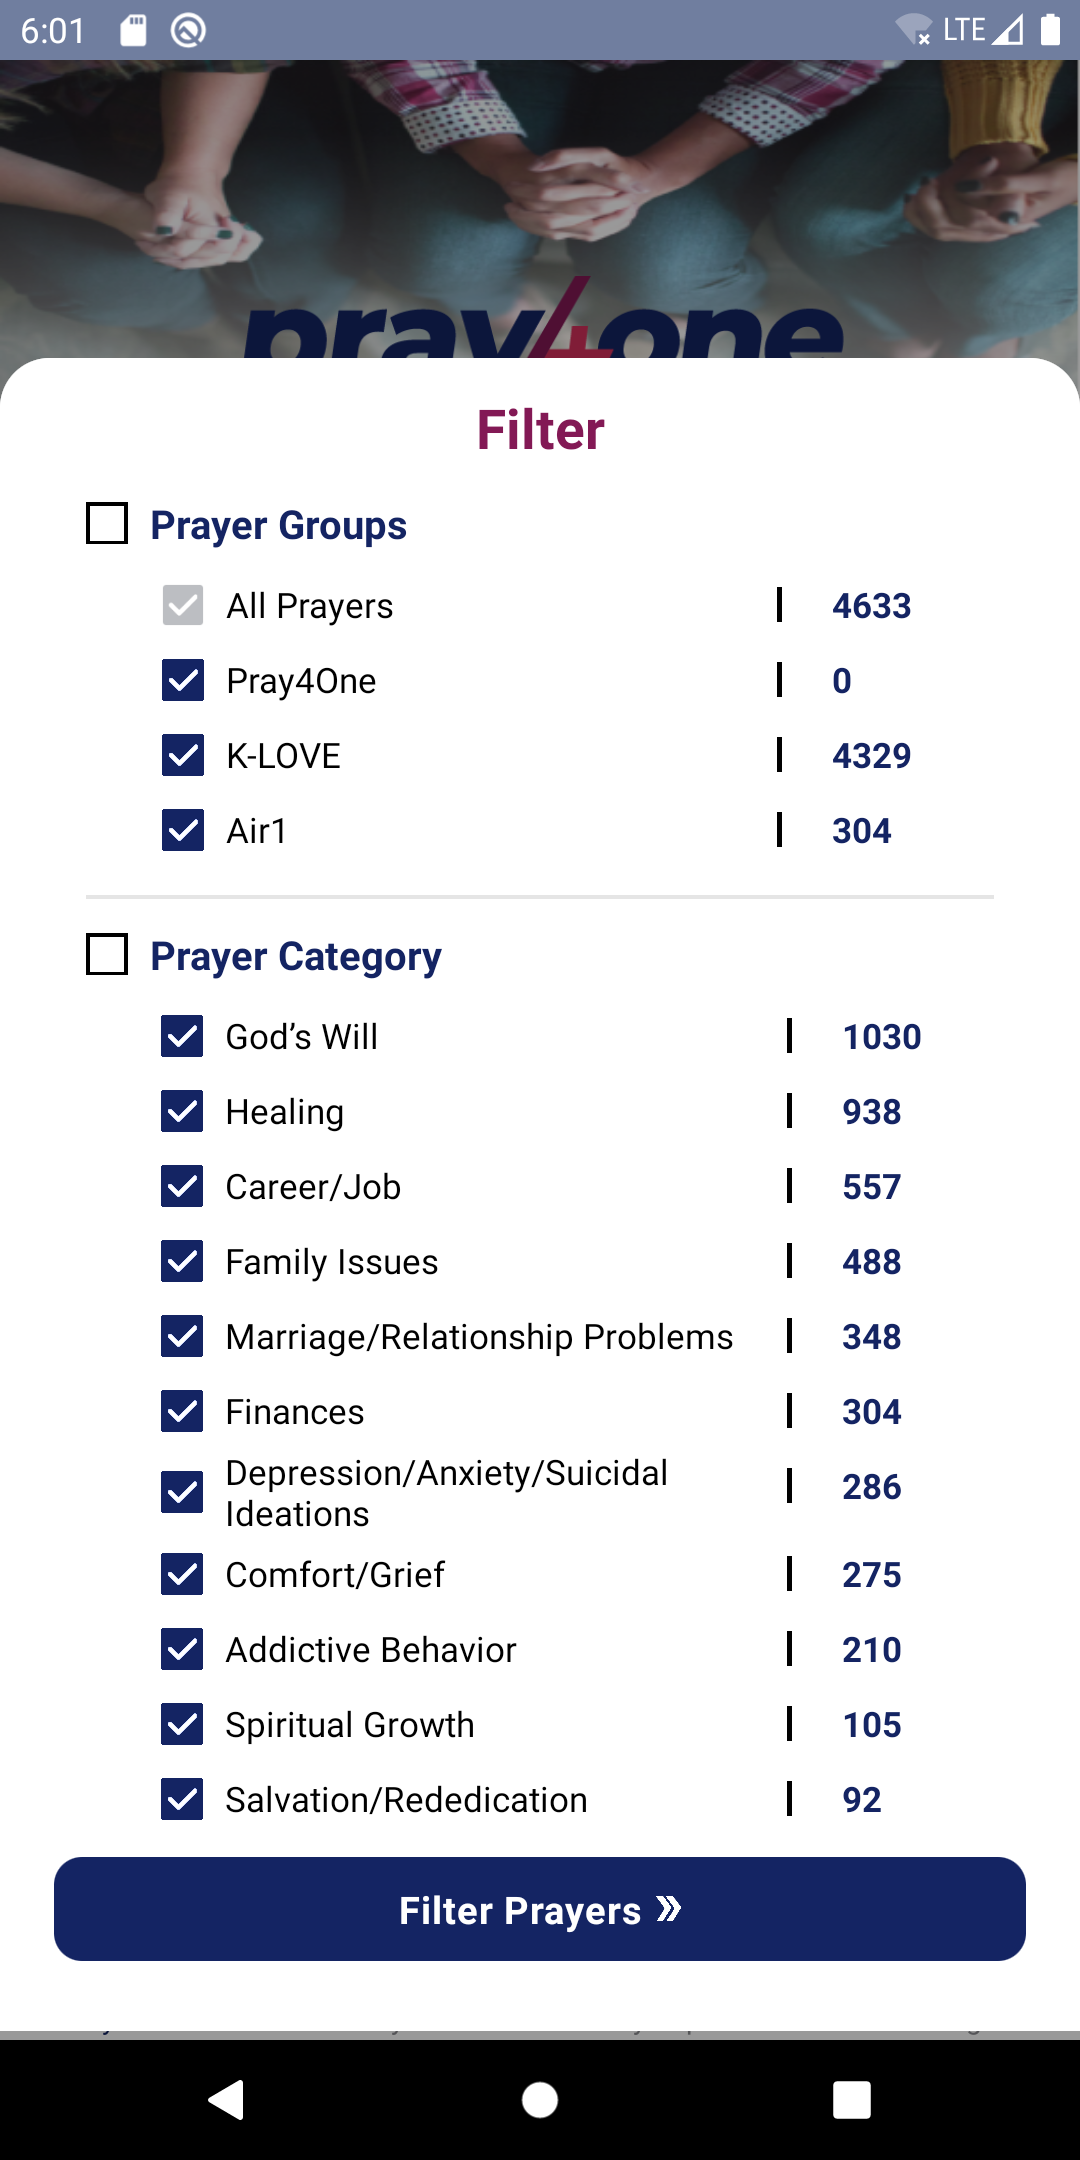 6:01
LTE
pray4one
Filter
Prayer Groups
All Prayers 4633
Pray4One 0
K-LOVE 4329
Air1 304
Prayer Category
God’s Will 1030
Healing 938
Career/Job 557
Family Issues 488
Marriage/Relationship Problems 348
Finances 304
Depression/Anxiety/Suicidal
Ideations 286
Comfort/Grief 275
Addictive Behavior 210
Spiritual Growth 105
Salvation/Rededication 92
Filter Prayers